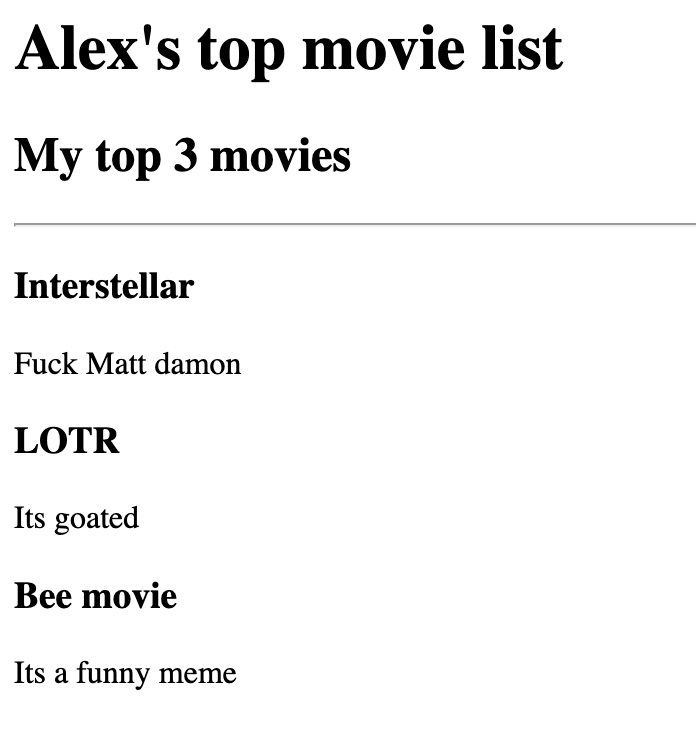 Alex's top movie list
My top 3 movies
Interstellar
Fuck Matt damon
LOTR
Its goated
Bee movie
Its a funny meme